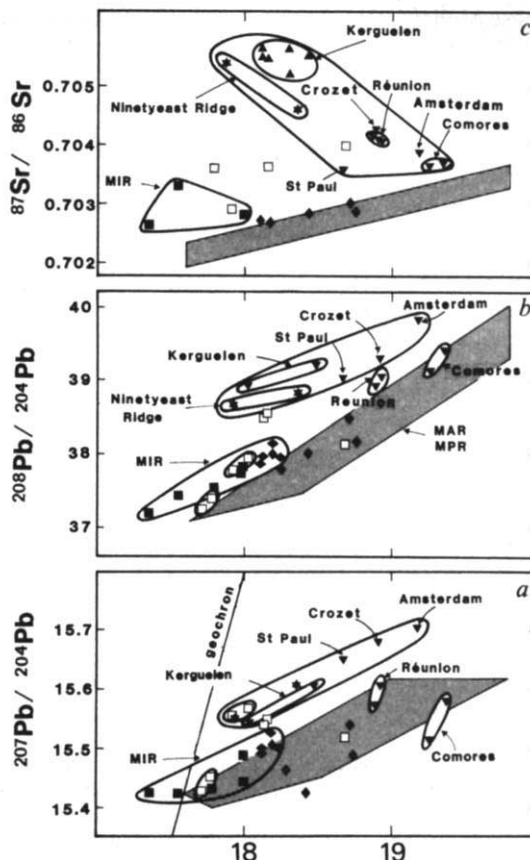 c
Kerguelen
0.705
Ninetyeast Ridge
Crozet
Réunion
Amsterdam
Comores
0.704
87Sr/ 86Sr
MIR
St Paul
0.703
0.702
b
40
Crozet
Amsterdam
St Paul
Kerguelen
39
Ninetyeast
Ridge
Reunion
Comores
208Pb/ 204Pb
MAR
MPR
38
MIR
37
a
geochron
Amsterdam
Crozet
15.7
St Paul
Kerguelen
Réunion
15.6
207Pb/ 204Pb
MIR
15.5
Comores
15.4
18 19